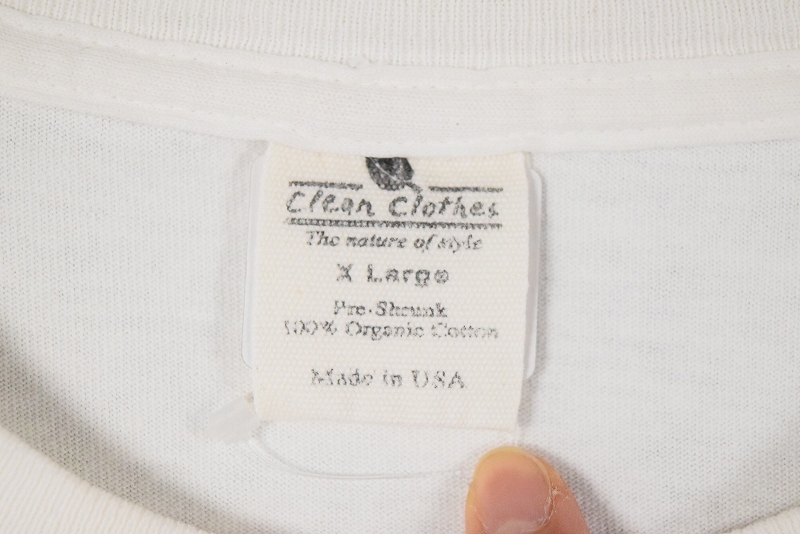 Clean Clothes
The nature of style
X Large
Pre-Shrunk
100% Organic Cotton
Made in USA